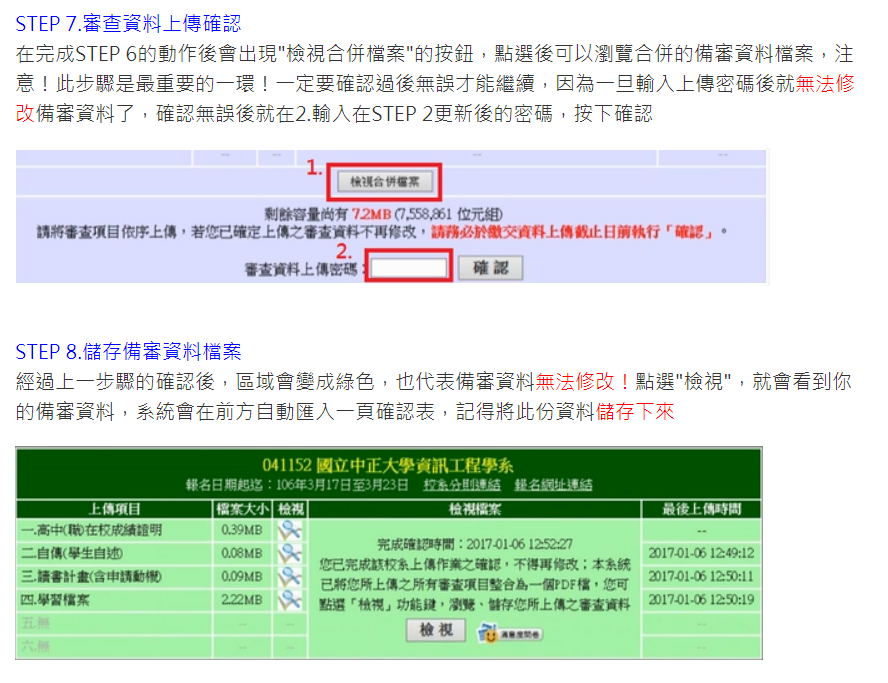 STEP 7.審查資料上傳確認
在完成STEP 6的動作後會出現"檢視合併檔案"的按鈕，點選後可以瀏覽合併的備審資料檔案，注
意！此步驟是最重要的一環！一定要確認過後無誤才能繼續，因為一旦輸入上傳密碼後就無法修
改備審資料了，確認無誤後就在2.輸入在STEP 2更新後的密碼，按下確認
-- -- -- --
1. 檢視合併檔案
剩餘容量尚有 7.2MB (7,558,861 位元組)
請將審查項目依序上傳，若您已確定上傳之審查資料不再修改，請務必於繳交資料上傳截止日前執行「確認」。
2.
審查資料上傳密碼： 確認
STEP 8.儲存備審資料檔案
經過上一步驟的確認後，區域會變成綠色，也代表備審資料無法修改！點選"檢視"，就會看到你
的備審資料，系統會在前方自動匯入一頁確認表，記得將此份資料儲存下來
041152 國立中正大學資訊工程學系
報名日期起迄：106年3月17日至3月23日 校系分則連結 報名網址連結
上傳項目 檔案大小 檢視 檢視檔案 最後上傳時間
一.高中(職)在校成績證明 0.39MB --
二.自傳(學生自述) 0.08MB 2017-01-06 12:49:12
三.讀書計畫(含申請動機) 0.09MB 2017-01-06 12:50:11
四.學習檔案 2.22MB 2017-01-06 12:50:19
五.無 -- -- --
六.無 -- -- --
完成確認時間：2017-01-06 12:52:27
您已完成該校系上傳作業之確認，不得再修改；本系統
已將您所上傳之所有審查項目整合為一個PDF檔，您可
點選「檢視」功能鍵，瀏覽、儲存您所上傳之審查資料
檢視 滿意度問卷